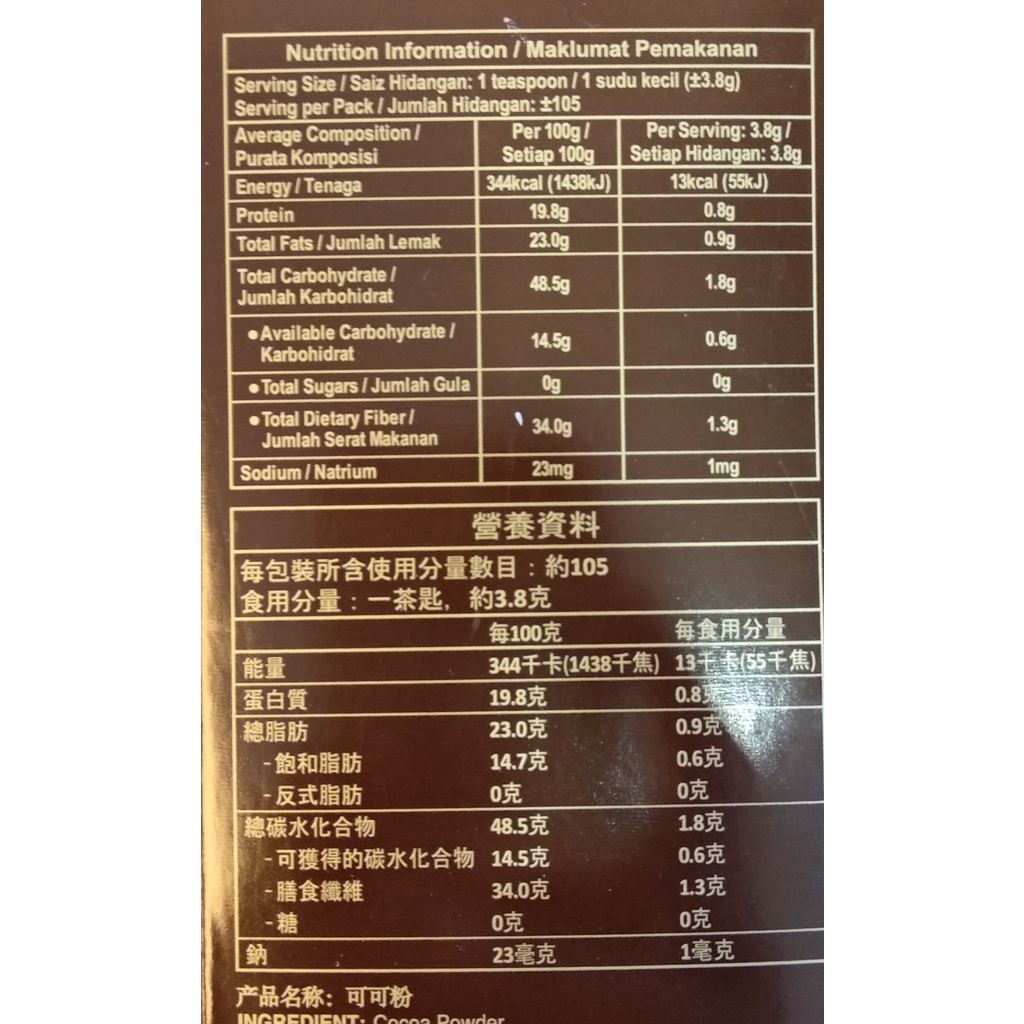 Nutrition Information / Maklumat Pemakanan
Serving Size / Saiz Hidangan: 1 teaspoon / 1 sudu kecil (±3.8g)
Serving per Pack / Jumlah Hidangan: ±105
Average Composition / Per 100g / Per Serving: 3.8g /
Purata Komposisi Setiap 100g Setiap Hidangan: 3.8g
Energy / Tenaga 344kcal (1438kJ) 13kcal (55kJ)
Protein 19.8g 0.8g
Total Fats / Jumlah Lemak 23.0g 0.9g
Total Carbohydrate /
Jumlah Karbohidrat 48.5g 1.8g
●Available Carbohydrate /
Karbohidrat 14.5g 0.6g
●Total Sugars / Jumlah Gula 0g 0g
●Total Dietary Fiber /
Jumlah Serat Makanan 34.0g 1.3g
Sodium / Natrium 23mg 1mg
營養資料
每包裝所含使用分量數目：約105
食用分量：一茶匙，約3.8克
每100克 每食用分量
能量 344千卡(1438千焦) 13千卡(55千焦)
蛋白質 19.8克 0.8克
總脂肪 23.0克 0.9克
-飽和脂肪 14.7克 0.6克
-反式脂肪 0克 0克
總碳水化合物 48.5克 1.8克
-可獲得的碳水化合物 14.5克 0.6克
-膳食纖維 34.0克 1.3克
-糖 0克 0克
鈉 23毫克 1毫克
产品名称：可可粉
INGREDIENT: Cocoa Powder